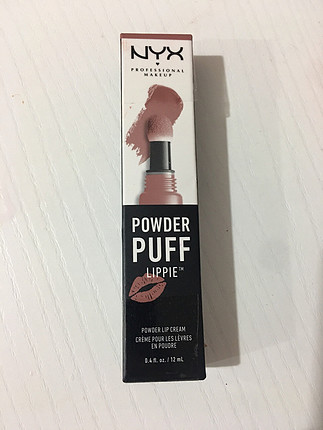 NYX
PROFESSIONAL
MAKEUP
POWDER
PUFF
LIPPIE™
POWDER LIP CREAM
CRÈME POUR LES LÈVRES
EN POUDRE
0.4 fl. oz. / 12 mL